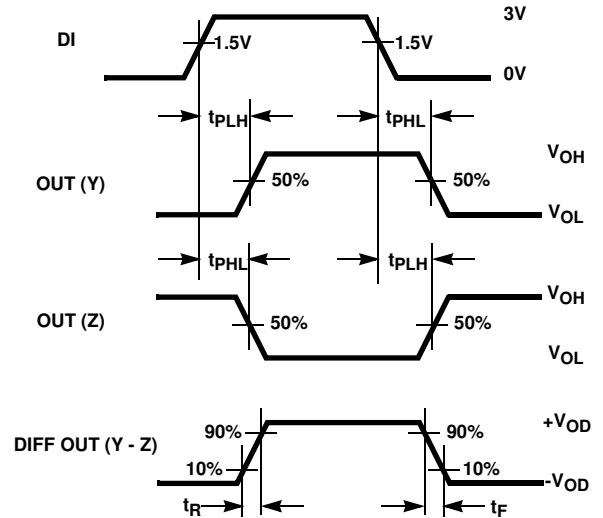 3V
DI
1.5V
1.5V
0V
tPLH
tPHL
VOH
OUT (Y)
50%
50%
VOL
tPHL
tPLH
VOH
OUT (Z)
50%
50%
VOL
+VOD
90%
90%
DIFF OUT (Y - Z)
10%
10%
-VOD
tR
tF